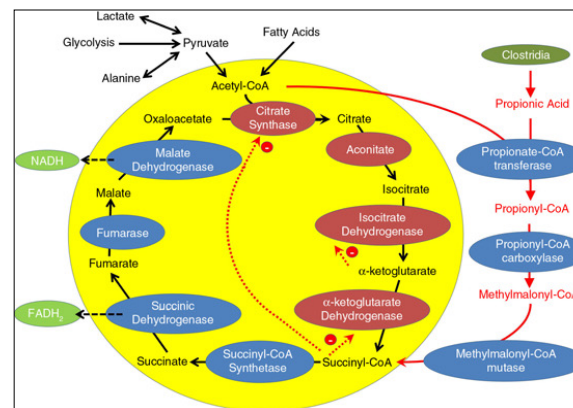 Lactate
Glycolysis
Pyruvate
Alanine
Fatty Acids
Acetyl-CoA
Clostridia
Propionic Acid
Oxaloacetate
Citrate
Synthase
Citrate
NADH
Malate
Dehydrogenase
Aconitate
Propionate-CoA
transferase
Malate
Isocitrate
Isocitrate
Dehydrogenase
Propionyl-CoA
Fumarase
Propionyl-CoA
carboxylase
Fumarate
α-ketoglutarate
Methylmalonyl-CoA
FADH₂
Succinic
Dehydrogenase
α-ketoglutarate
Dehydrogenase
Succinate
Succinyl-CoA
Synthetase
Succinyl-CoA
Methylmalonyl-CoA
mutase